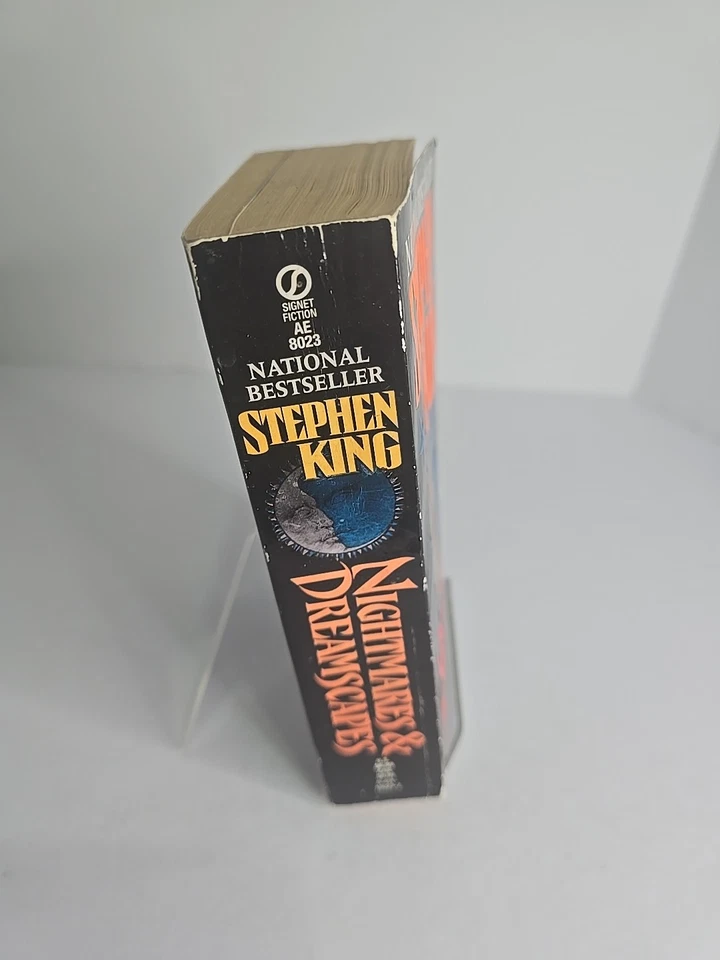 SIGNET
FICTION
AE
8023
NATIONAL
BESTSELLER
STEPHEN
KING
NIGHTMARES &
DREAMSCAPES